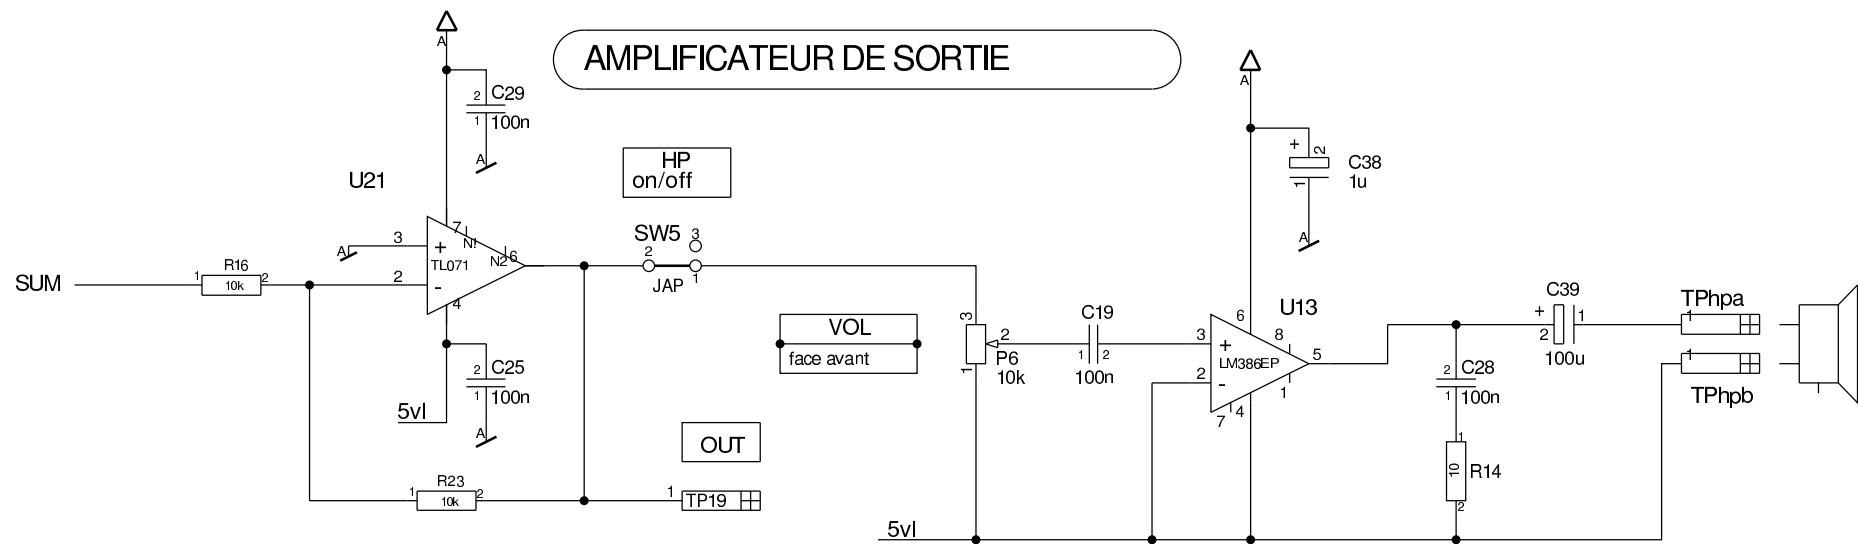 AMPLIFICATEUR DE SORTIE
A
2
C29
1
100n
A
HP
on/off
U21
A
3
+
7
N1
TL071
N2
6
2
-
4
SUM
1
R16
2
10k
2
C25
1
100n
5vl
A
1
R23
2
10k
SW5
2
3
1
JAP
OUT
1
TP19
VOL
face avant
3
2
P6
1
10k
C19
1
2
100n
A
+
2
C38
1
1u
A
U13
6
3
+
8
LM386EP
5
2
-
1
7
4
C39
+
1
2
100u
2
C28
1
100n
1
10
R14
2
5vl
TPhpa
1
1
TPhpb